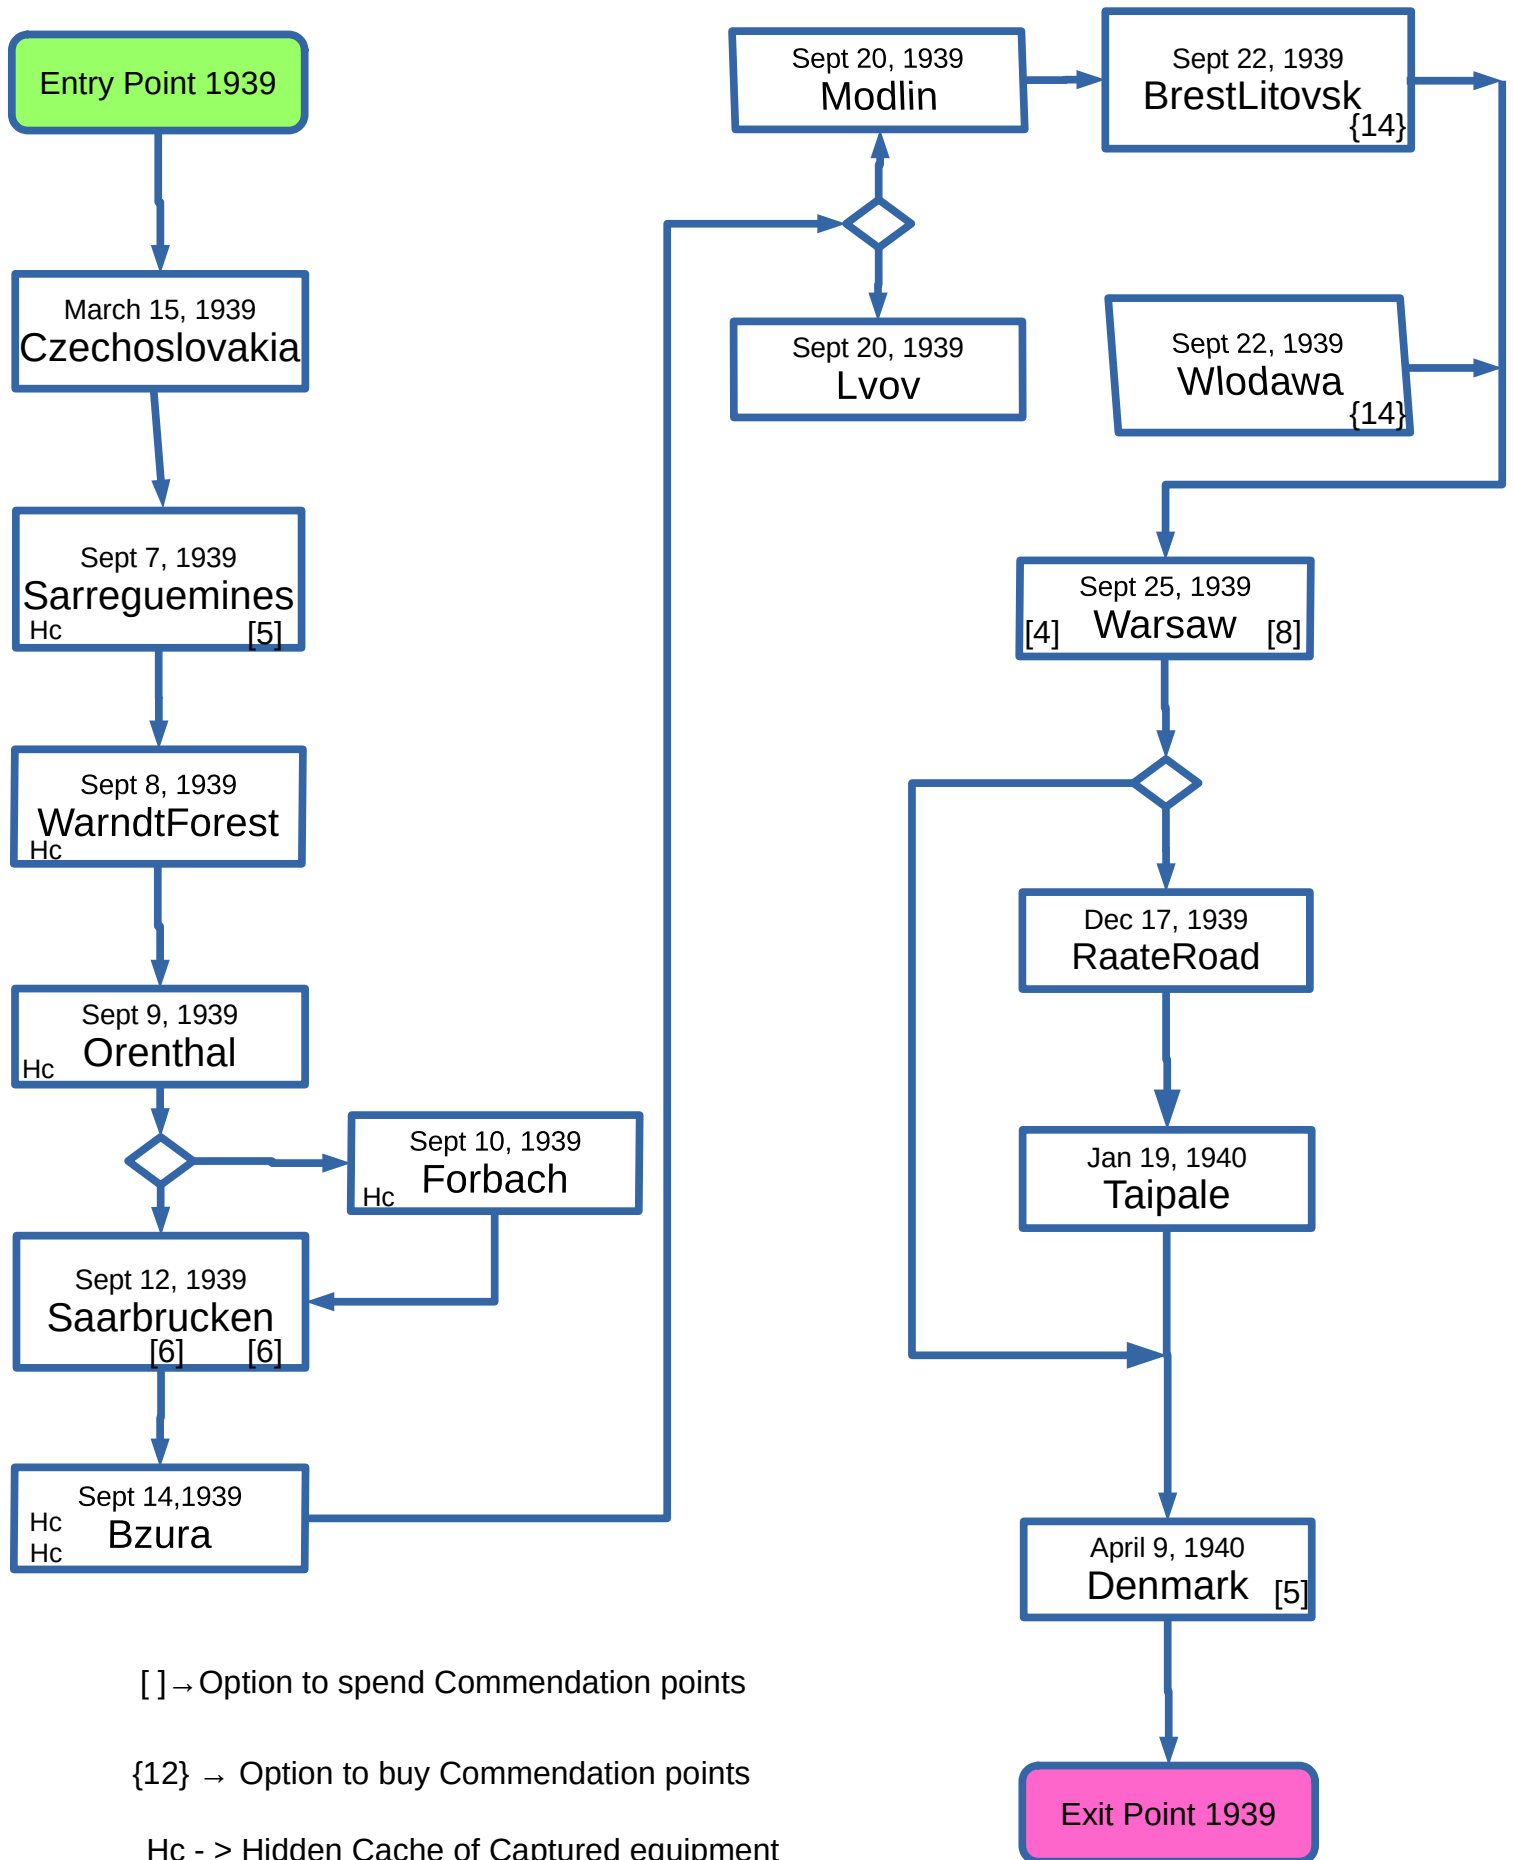 Entry Point 1939
March 15, 1939
Czechoslovakia
Sept 7, 1939
Sarreguemines
Hc [5]
Sept 8, 1939
WarndtForest
Hc
Sept 9, 1939
Orenthal
Hc
Sept 10, 1939
Forbach
Hc
Sept 12, 1939
Saarbrucken
[6] [6]
Sept 14,1939
Bzura
Hc
Hc
Sept 20, 1939
Modlin
Sept 20, 1939
Lvov
Sept 22, 1939
BrestLitovsk
{14}
Sept 22, 1939
Wlodawa
{14}
Sept 25, 1939
[4] Warsaw [8]
Dec 17, 1939
RaateRoad
Jan 19, 1940
Taipale
April 9, 1940
Denmark [5]
Exit Point 1939
[ ]→Option to spend Commendation points
{12} → Option to buy Commendation points
Hc - > Hidden Cache of Captured equipment